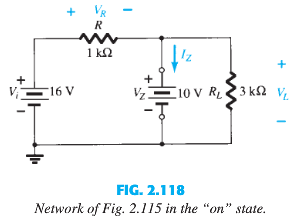 + V_R −
R
1 kΩ
I_Z
+
V_i
16 V
−
+
V_Z
10 V
−
R_L
3 kΩ
+
V_L
−
FIG. 2.118
Network of Fig. 2.115 in the “on” state.